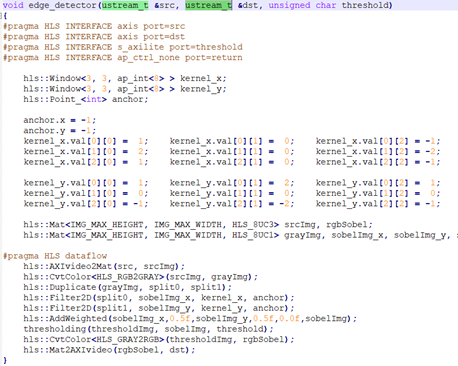 void edge_detector(ustream_t &src, ustream_t &dst, unsigned char threshold)
{
#pragma HLS INTERFACE axis port=src
#pragma HLS INTERFACE axis port=dst
#pragma HLS INTERFACE s_axilite port=threshold
#pragma HLS INTERFACE ap_ctrl_none port=return
hls::Window<3, 3, ap_int<8> > kernel_x;
hls::Window<3, 3, ap_int<8> > kernel_y;
hls::Point_<int> anchor;
anchor.x = -1;
anchor.y = -1;
kernel_x.val[0][0] = 1; kernel_x.val[0][1] = 0; kernel_x.val[0][2] = -1;
kernel_x.val[1][0] = 2; kernel_x.val[1][1] = 0; kernel_x.val[1][2] = -2;
kernel_x.val[2][0] = 1; kernel_x.val[2][1] = 0; kernel_x.val[2][2] = -1;
kernel_y.val[0][0] = 1; kernel_y.val[0][1] = 2; kernel_y.val[0][2] = 1;
kernel_y.val[1][0] = 0; kernel_y.val[1][1] = 0; kernel_y.val[1][2] = 0;
kernel_y.val[2][0] = -1; kernel_y.val[2][1] = -2; kernel_y.val[2][2] = -1;
hls::Mat<IMG_MAX_HEIGHT, IMG_MAX_WIDTH, HLS_8UC3> srcImg, rgbSobel;
hls::Mat<IMG_MAX_HEIGHT, IMG_MAX_WIDTH, HLS_8UC1> grayImg, sobelImg_x, sobelImg_y, s
#pragma HLS dataflow
hls::AXIvideo2Mat(src, srcImg);
hls::CvtColor<HLS_RGB2GRAY>(srcImg, grayImg);
hls::Duplicate(grayImg, split0, split1);
hls::Filter2D(split0, sobelImg_x, kernel_x, anchor);
hls::Filter2D(split1, sobelImg_y, kernel_y, anchor);
hls::AddWeighted(sobelImg_x,0.5f,sobelImg_y,0.5f,0.0f,sobelImg);
thresholding(thresholdImg, sobelImg, threshold);
hls::CvtColor<HLS_GRAY2RGB>(thresholdImg, rgbSobel);
hls::Mat2AXIvideo(rgbSobel, dst);
}